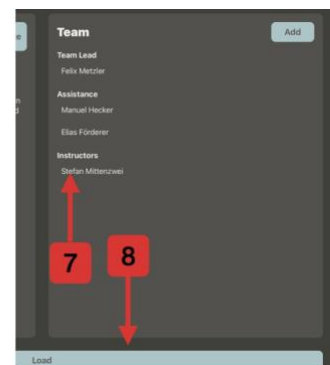 Team
Add
Team Lead
Felix Metzler
Assistance
Manuel Hecker
Elias Förderer
Instructors
Stefan Mittenzwei
7
8
Load